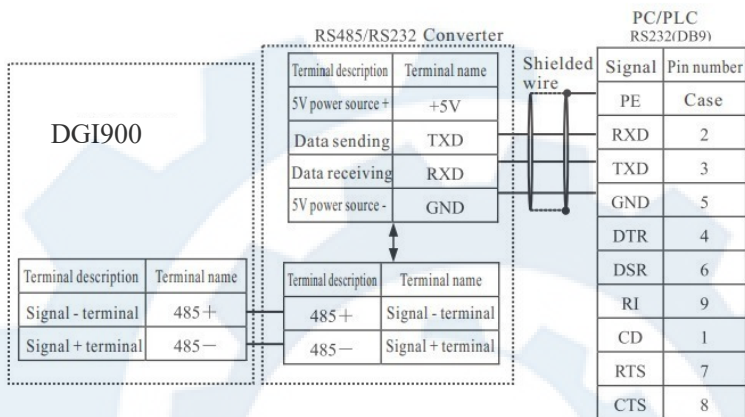 PC/PLC
RS232(DB9)
RS485/RS232 Converter
Shielded
wire
DGI900
Terminal description Terminal name
5V power source + +5V
Data sending TXD
Data receiving RXD
5V power source - GND
Signal Pin number
PE Case
RXD 2
TXD 3
GND 5
DTR 4
DSR 6
RI 9
CD 1
RTS 7
CTS 8
Terminal description Terminal name
Signal - terminal 485+
Signal + terminal 485−
Terminal description Terminal name
485+ Signal - terminal
485− Signal + terminal